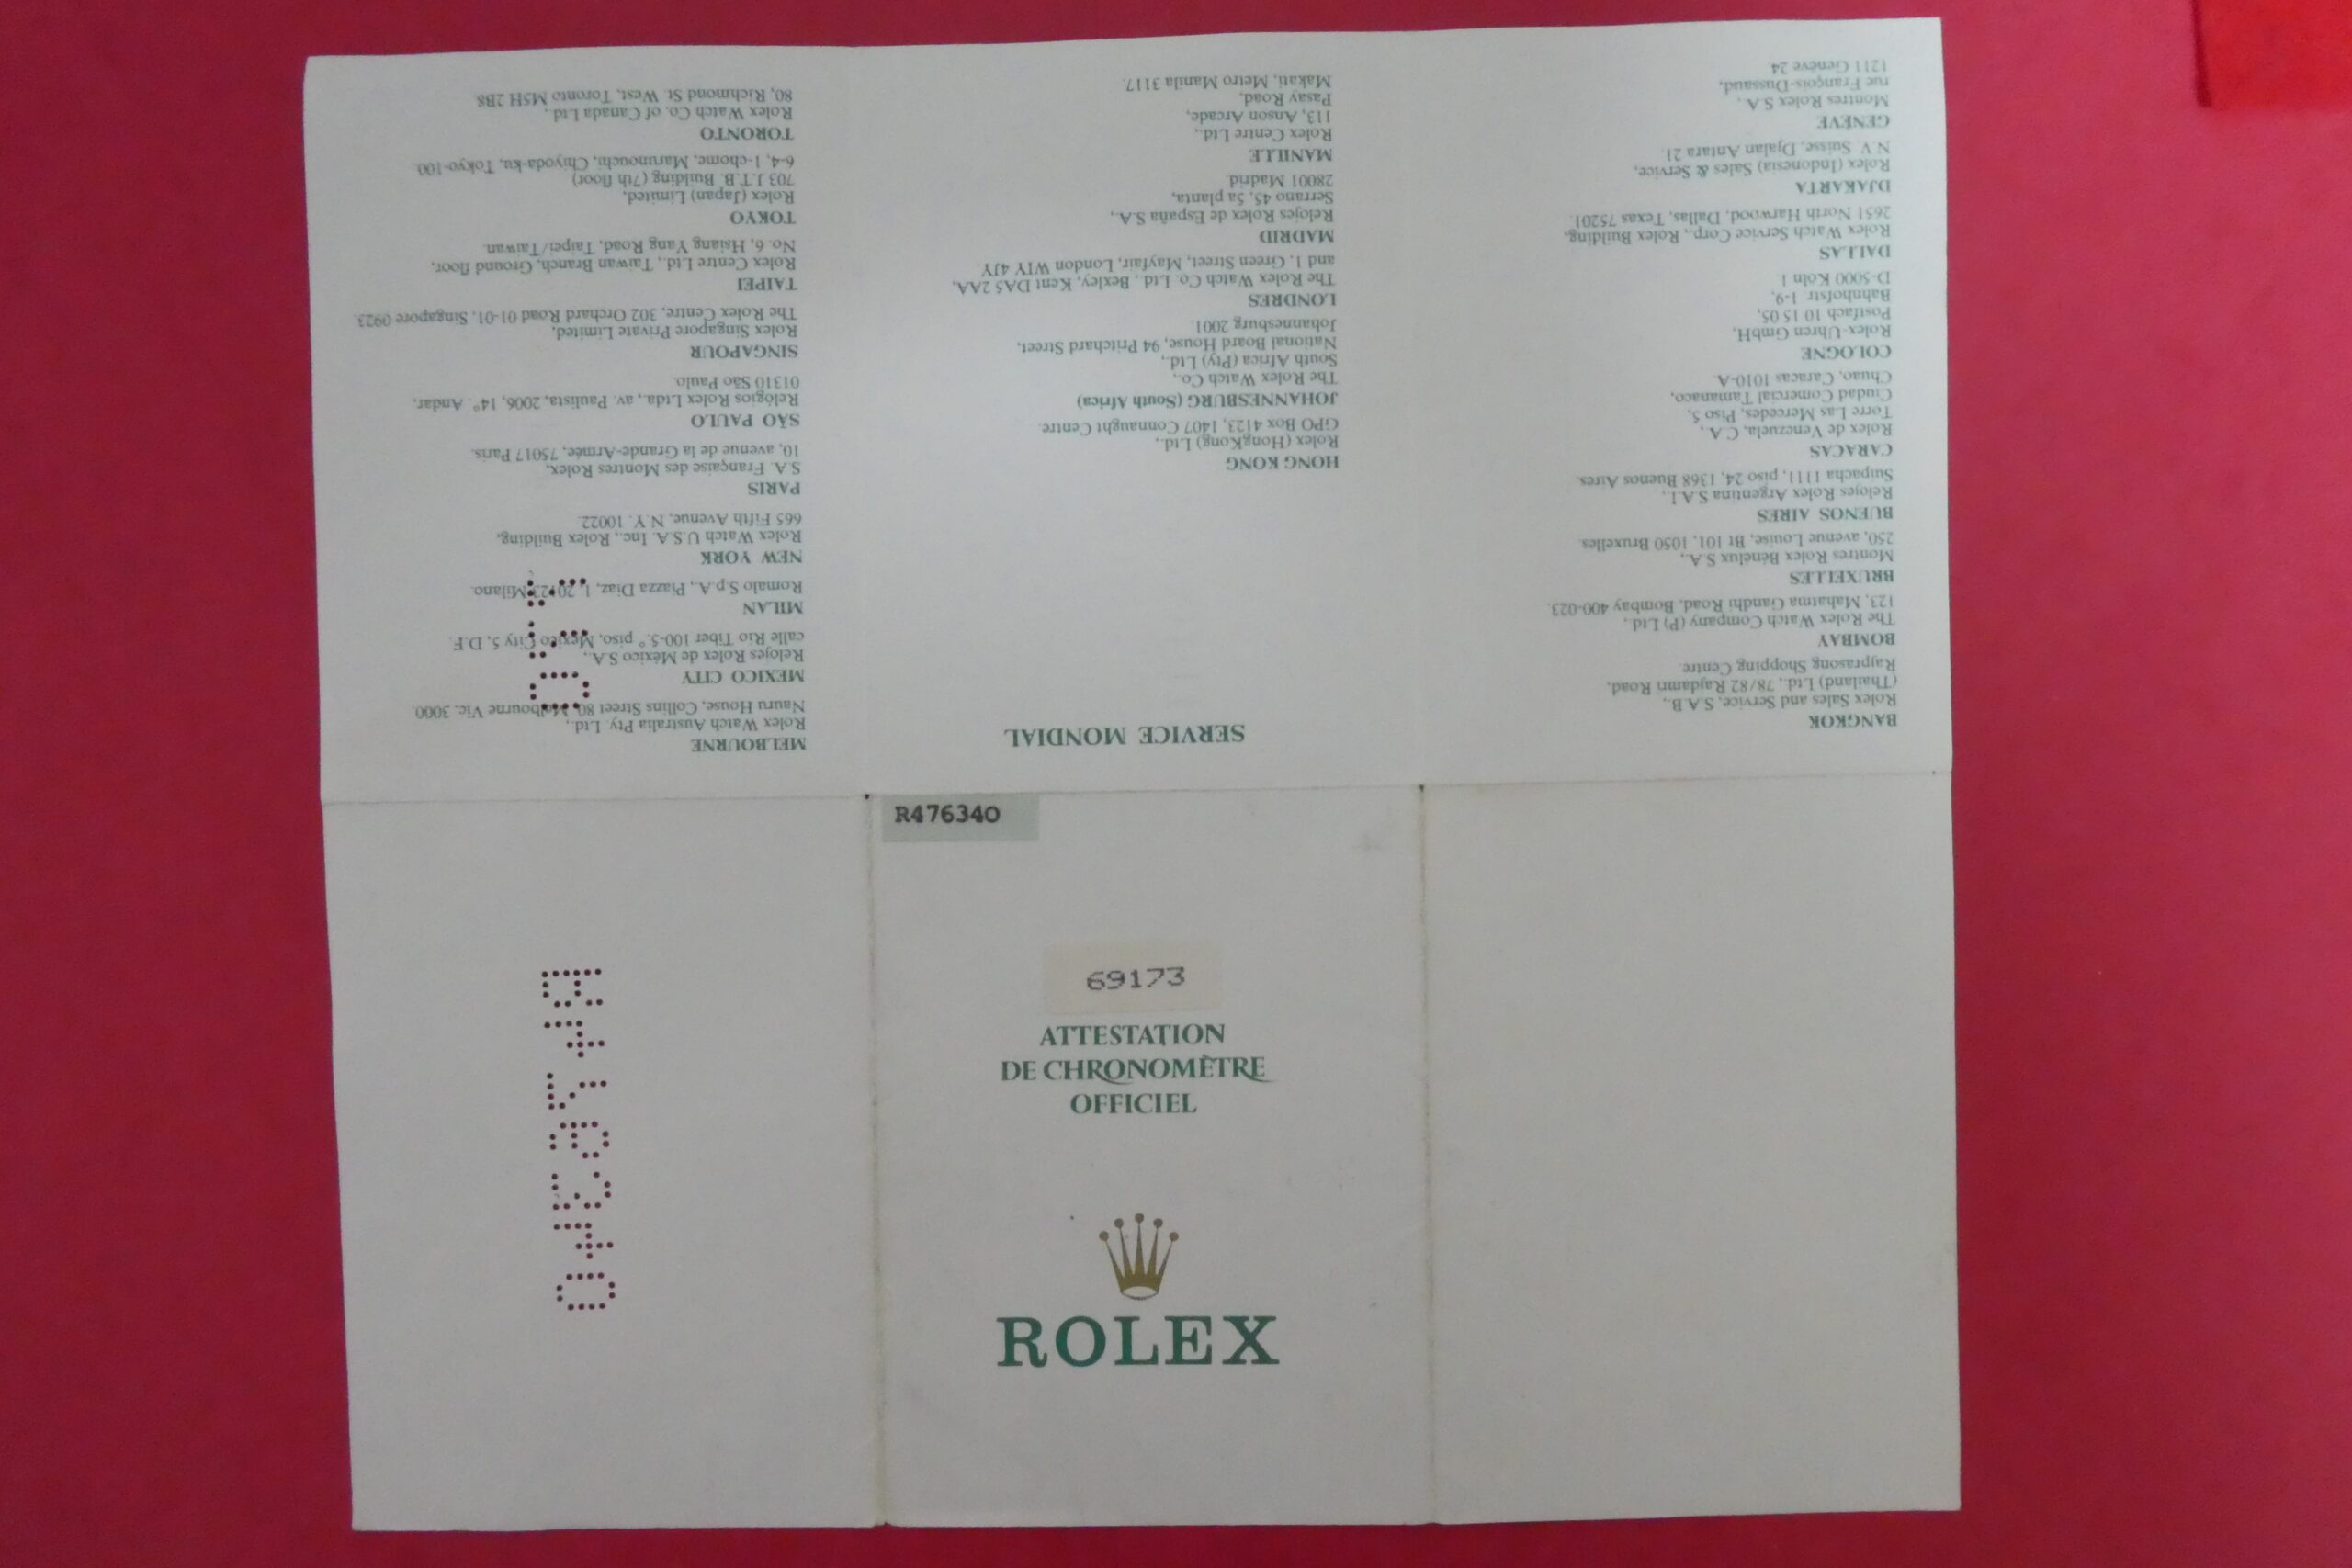 SERVICE MONDIAL
BANGKOK
Rolex Sales and Service, S.A.B.,
(Thailand) Ltd., 78/82 Rajdamri Road,
Rajprasong Shopping Centre.
BOMBAY
The Rolex Watch Company (P) Ltd.,
123, Mahatma Gandhi Road, Bombay 400-023.
BRUXELLES
Montres Rolex Bénélux S.A.,
250, avenue Louise, Bt 101, 1050 Bruxelles.
BUENOS AIRES
Relojes Rolex Argentina S.A.I.,
Suipacha 1111, piso 24, 1368 Buenos Aires.
CARACAS
Rolex de Venezuela, C.A.,
Torre Las Mercedes, Piso 5,
Ciudad Comercial Tamanaco,
Chuao, Caracas 1010-A.
COLOGNE
Rolex-Uhren GmbH,
Postfach 10 15 05,
Bahnhofstr. 1-9,
D-5000 Köln 1
DALLAS
Rolex Watch Service Corp., Rolex Building,
2651 North Harwood, Dallas, Texas 75201.
DJAKARTA
Rolex (Indonesia) Sales & Service,
N.V. Suisse, Djalan Antara 21.
GENÈVE
Montres Rolex S.A.,
rue François-Dussaud,
1211 Genève 24.
HONG KONG
Rolex (HongKong) Ltd.,
GPO Box 4123, 1407 Connaught Centre.
JOHANNESBURG (South Africa)
The Rolex Watch Co.,
South Africa (Pty) Ltd.,
National Board House, 94 Pritchard Street,
Johannesburg 2001.
LONDRES
The Rolex Watch Co. Ltd., Bexley, Kent DA5 2AA,
and 1, Green Street, Mayfair, London W1Y 4JY.
MADRID
Relojes Rolex de España S.A.,
Serrano 45, 5a planta,
28001 Madrid.
MANILLE
Rolex Centre Ltd.,
113, Anson Arcade,
Pasay Road,
Makati, Metro Manila 3117.
MELBOURNE
Rolex Watch Australia Pty. Ltd.,
Nauru House, Collins Street 80, Melbourne Vic. 3000.
MEXICO CITY
Relojes Rolex de México S.A.,
calle Rio Tiber 100-5.° piso, Mexico City 5, D.F.
MILAN
Romalo S.p.A., Piazza Diaz, 1, 20123 Milano.
NEW YORK
Rolex Watch U.S.A. Inc., Rolex Building,
665 Fifth Avenue, N.Y. 10022.
PARIS
S.A. Française des Montres Rolex,
10, avenue de la Grande-Armée, 75017 Paris.
SÃO PAULO
Relógios Rolex Ltda., av. Paulista, 2006, 14°. Andar,
01310 São Paulo.
SINGAPOUR
Rolex Singapore Private Limited,
The Rolex Centre, 302 Orchard Road 01-01, Singapore 0923.
TAIPEI
Rolex Centre Ltd., Taiwan Branch, Ground floor,
No. 6, Hsiang Yang Road, Taipei/Taiwan.
TOKYO
Rolex (Japan) Limited,
703 J.T.B. Building (7th floor)
6-4, 1-chome, Marunouchi, Chiyoda-ku, Tokyo-100.
TORONTO
Rolex Watch Co. of Canada Ltd.,
80, Richmond St. West, Toronto M5H 2B8.
R476340
R476340
69173
ATTESTATION
DE CHRONOMÈTRE
OFFICIEL
ROLEX